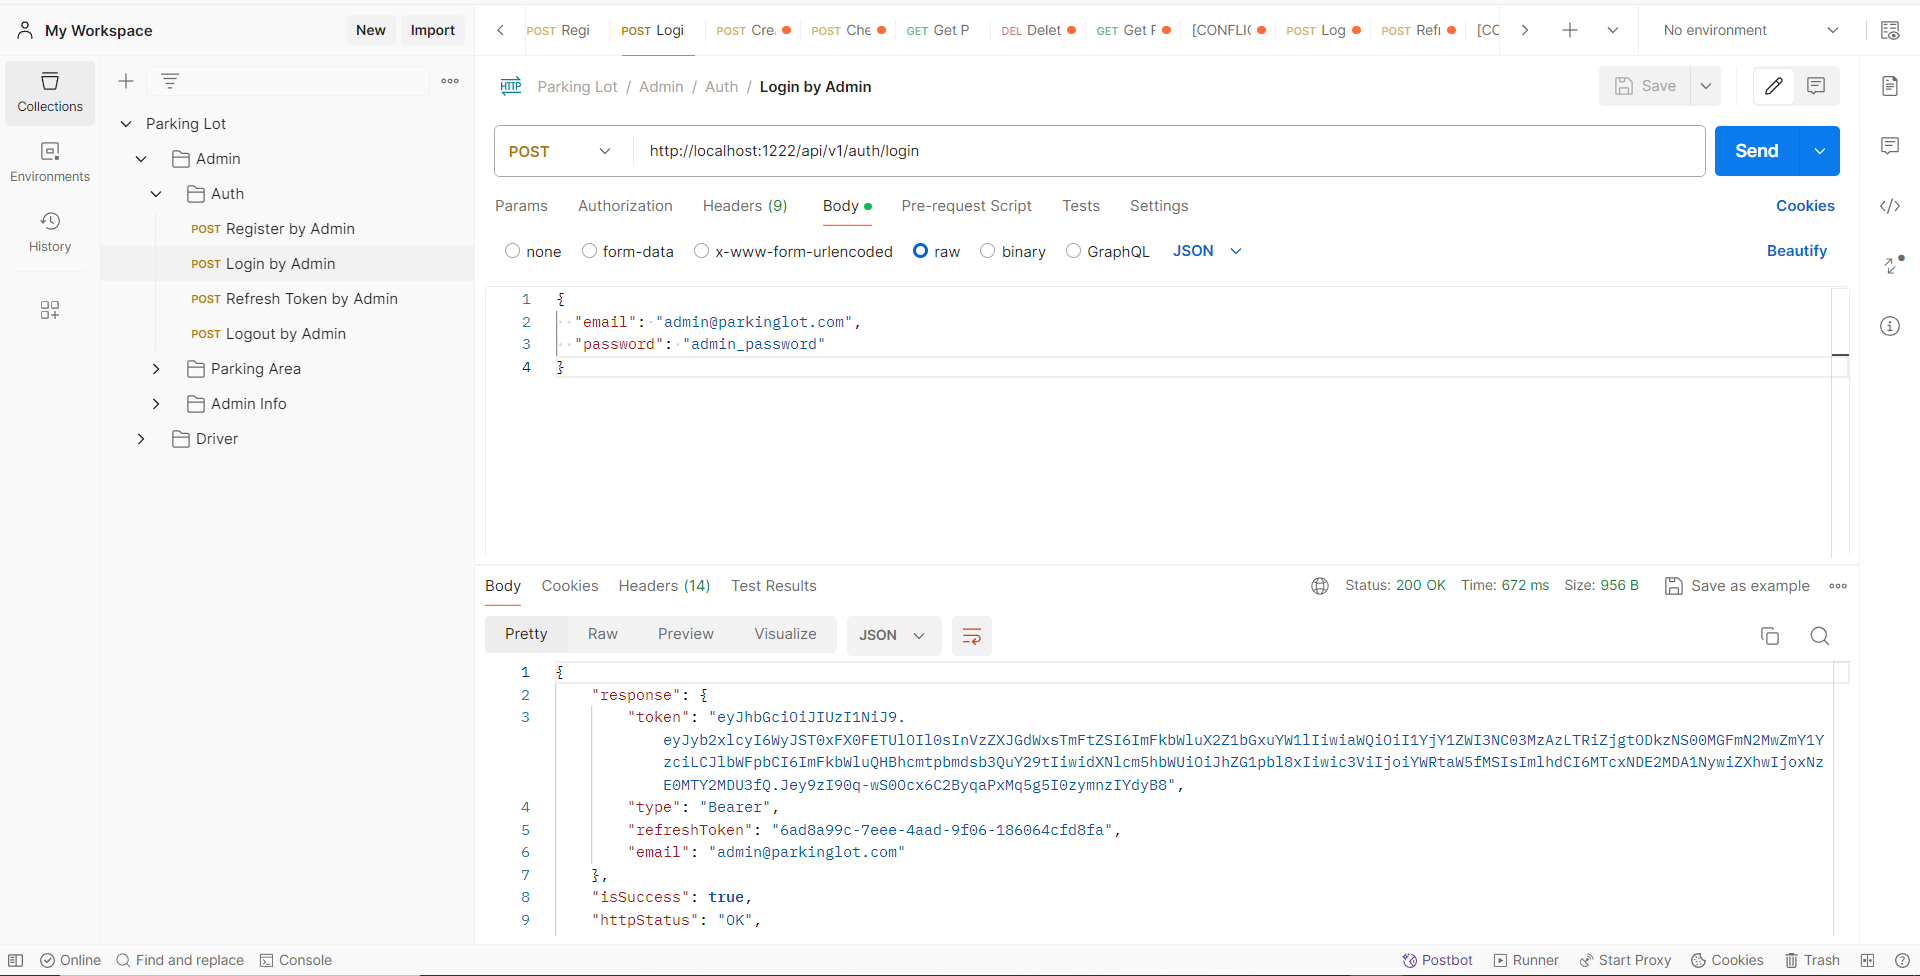 My Workspace
New
Import
POST Regi
POST Logi
POST Cre
POST Che
GET Get P
DEL Delet
GET Get F
[CONFLIC
POST Log
POST Refr
[CO
No environment
Collections
Environments
History
Parking Lot
Admin
Auth
POST Register by Admin
POST Login by Admin
POST Refresh Token by Admin
POST Logout by Admin
Parking Area
Admin Info
Driver
HTTP Parking Lot / Admin / Auth / Login by Admin
Save
POST
http://localhost:1222/api/v1/auth/login
Send
Params Authorization Headers (9) Body Pre-request Script Tests Settings
Cookies
none form-data x-www-form-urlencoded raw binary GraphQL JSON
Beautify
1 {
2 "email": "admin@parkinglot.com",
3 "password": "admin_password"
4 }
Body Cookies Headers (14) Test Results
Status: 200 OK Time: 672 ms Size: 956 B
Save as example
Pretty Raw Preview Visualize JSON
1 {
2 "response": {
3 "token": "eyJhbGciOiJIUzI1NiJ9.
eyJyb2xlcyI6WyJST0xFX0FETUlOIl0sInVzZXJGdWxsTmFtZSI6ImFkbWluX2Z1bGxuYW1lIiwiaWQiOiI1YjY1ZWI3NC03MzAzLTRiZjgtODkzNS00MGFmN2MwZmY1Y
zciLCJlbWFpbCI6ImFkbWluQHBhcmtpbmdsb3QuY29tIiwidXNlcm5hbWUiOiJhZG1pbl8xIiwic3ViIjoiYWRtaW5fMSIsImlhdCI6MTcxNDE2MDA1NywiZXhwIjoxNz
E0MTY2MDU3fQ.Jey9zI90q-wS0Ocx6C2ByqaPxMq5g5I0zymnzIYdyB8",
4 "type": "Bearer",
5 "refreshToken": "6ad8a99c-7eee-4aad-9f06-186064cfd8fa",
6 "email": "admin@parkinglot.com"
7 },
8 "isSuccess": true,
9 "httpStatus": "OK",
Online
Find and replace
Console
Postbot
Runner
Start Proxy
Cookies
Trash